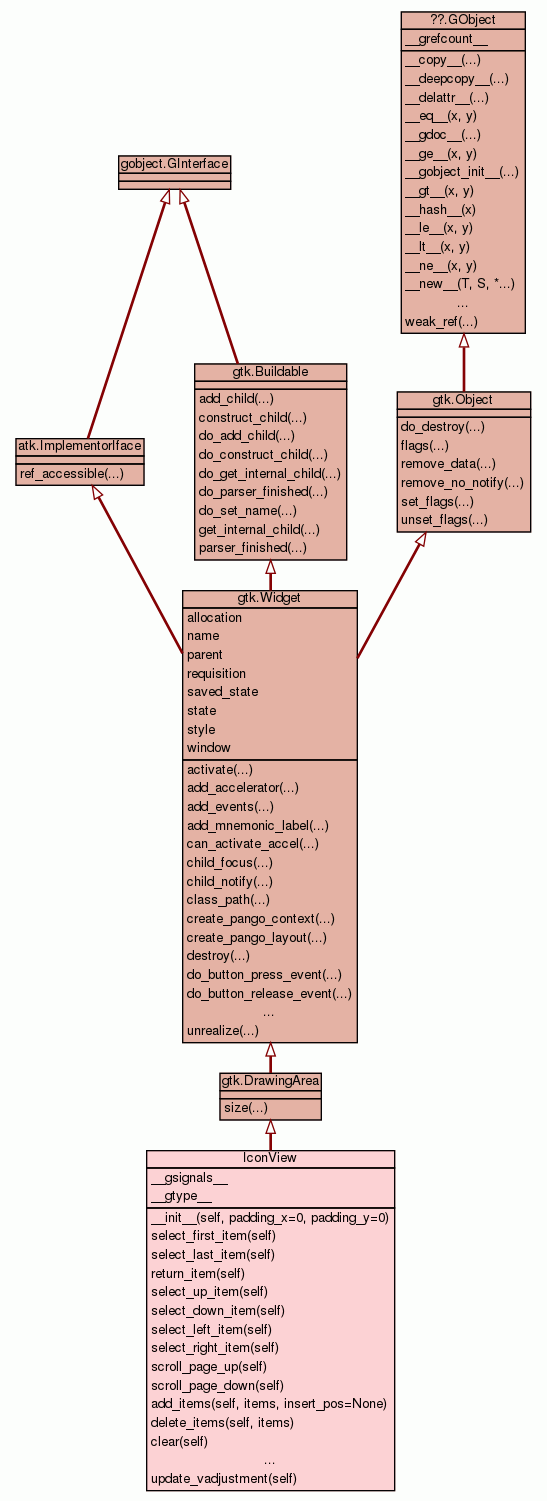 ??.GObject
__grefcount__
__copy__(...)
__deepcopy__(...)
__delattr__(...)
__eq__(x, y)
__gdoc__(...)
__ge__(x, y)
__gobject_init__(...)
__gt__(x, y)
__hash__(x)
__le__(x, y)
__lt__(x, y)
__ne__(x, y)
__new__(T, S, *...)
...
weak_ref(...)
gobject.GInterface
gtk.Buildable
add_child(...)
construct_child(...)
do_add_child(...)
do_construct_child(...)
do_get_internal_child(...)
do_parser_finished(...)
do_set_name(...)
get_internal_child(...)
parser_finished(...)
gtk.Object
do_destroy(...)
flags(...)
remove_data(...)
remove_no_notify(...)
set_flags(...)
unset_flags(...)
atk.ImplementorIface
ref_accessible(...)
gtk.Widget
allocation
name
parent
requisition
saved_state
state
style
window
activate(...)
add_accelerator(...)
add_events(...)
add_mnemonic_label(...)
can_activate_accel(...)
child_focus(...)
child_notify(...)
class_path(...)
create_pango_context(...)
create_pango_layout(...)
destroy(...)
do_button_press_event(...)
do_button_release_event(...)
...
unrealize(...)
gtk.DrawingArea
size(...)
IconView
__gsignals__
__gtype__
__init__(self, padding_x=0, padding_y=0)
select_first_item(self)
select_last_item(self)
return_item(self)
select_up_item(self)
select_down_item(self)
select_left_item(self)
select_right_item(self)
scroll_page_up(self)
scroll_page_down(self)
add_items(self, items, insert_pos=None)
delete_items(self, items)
clear(self)
...
update_vadjustment(self)